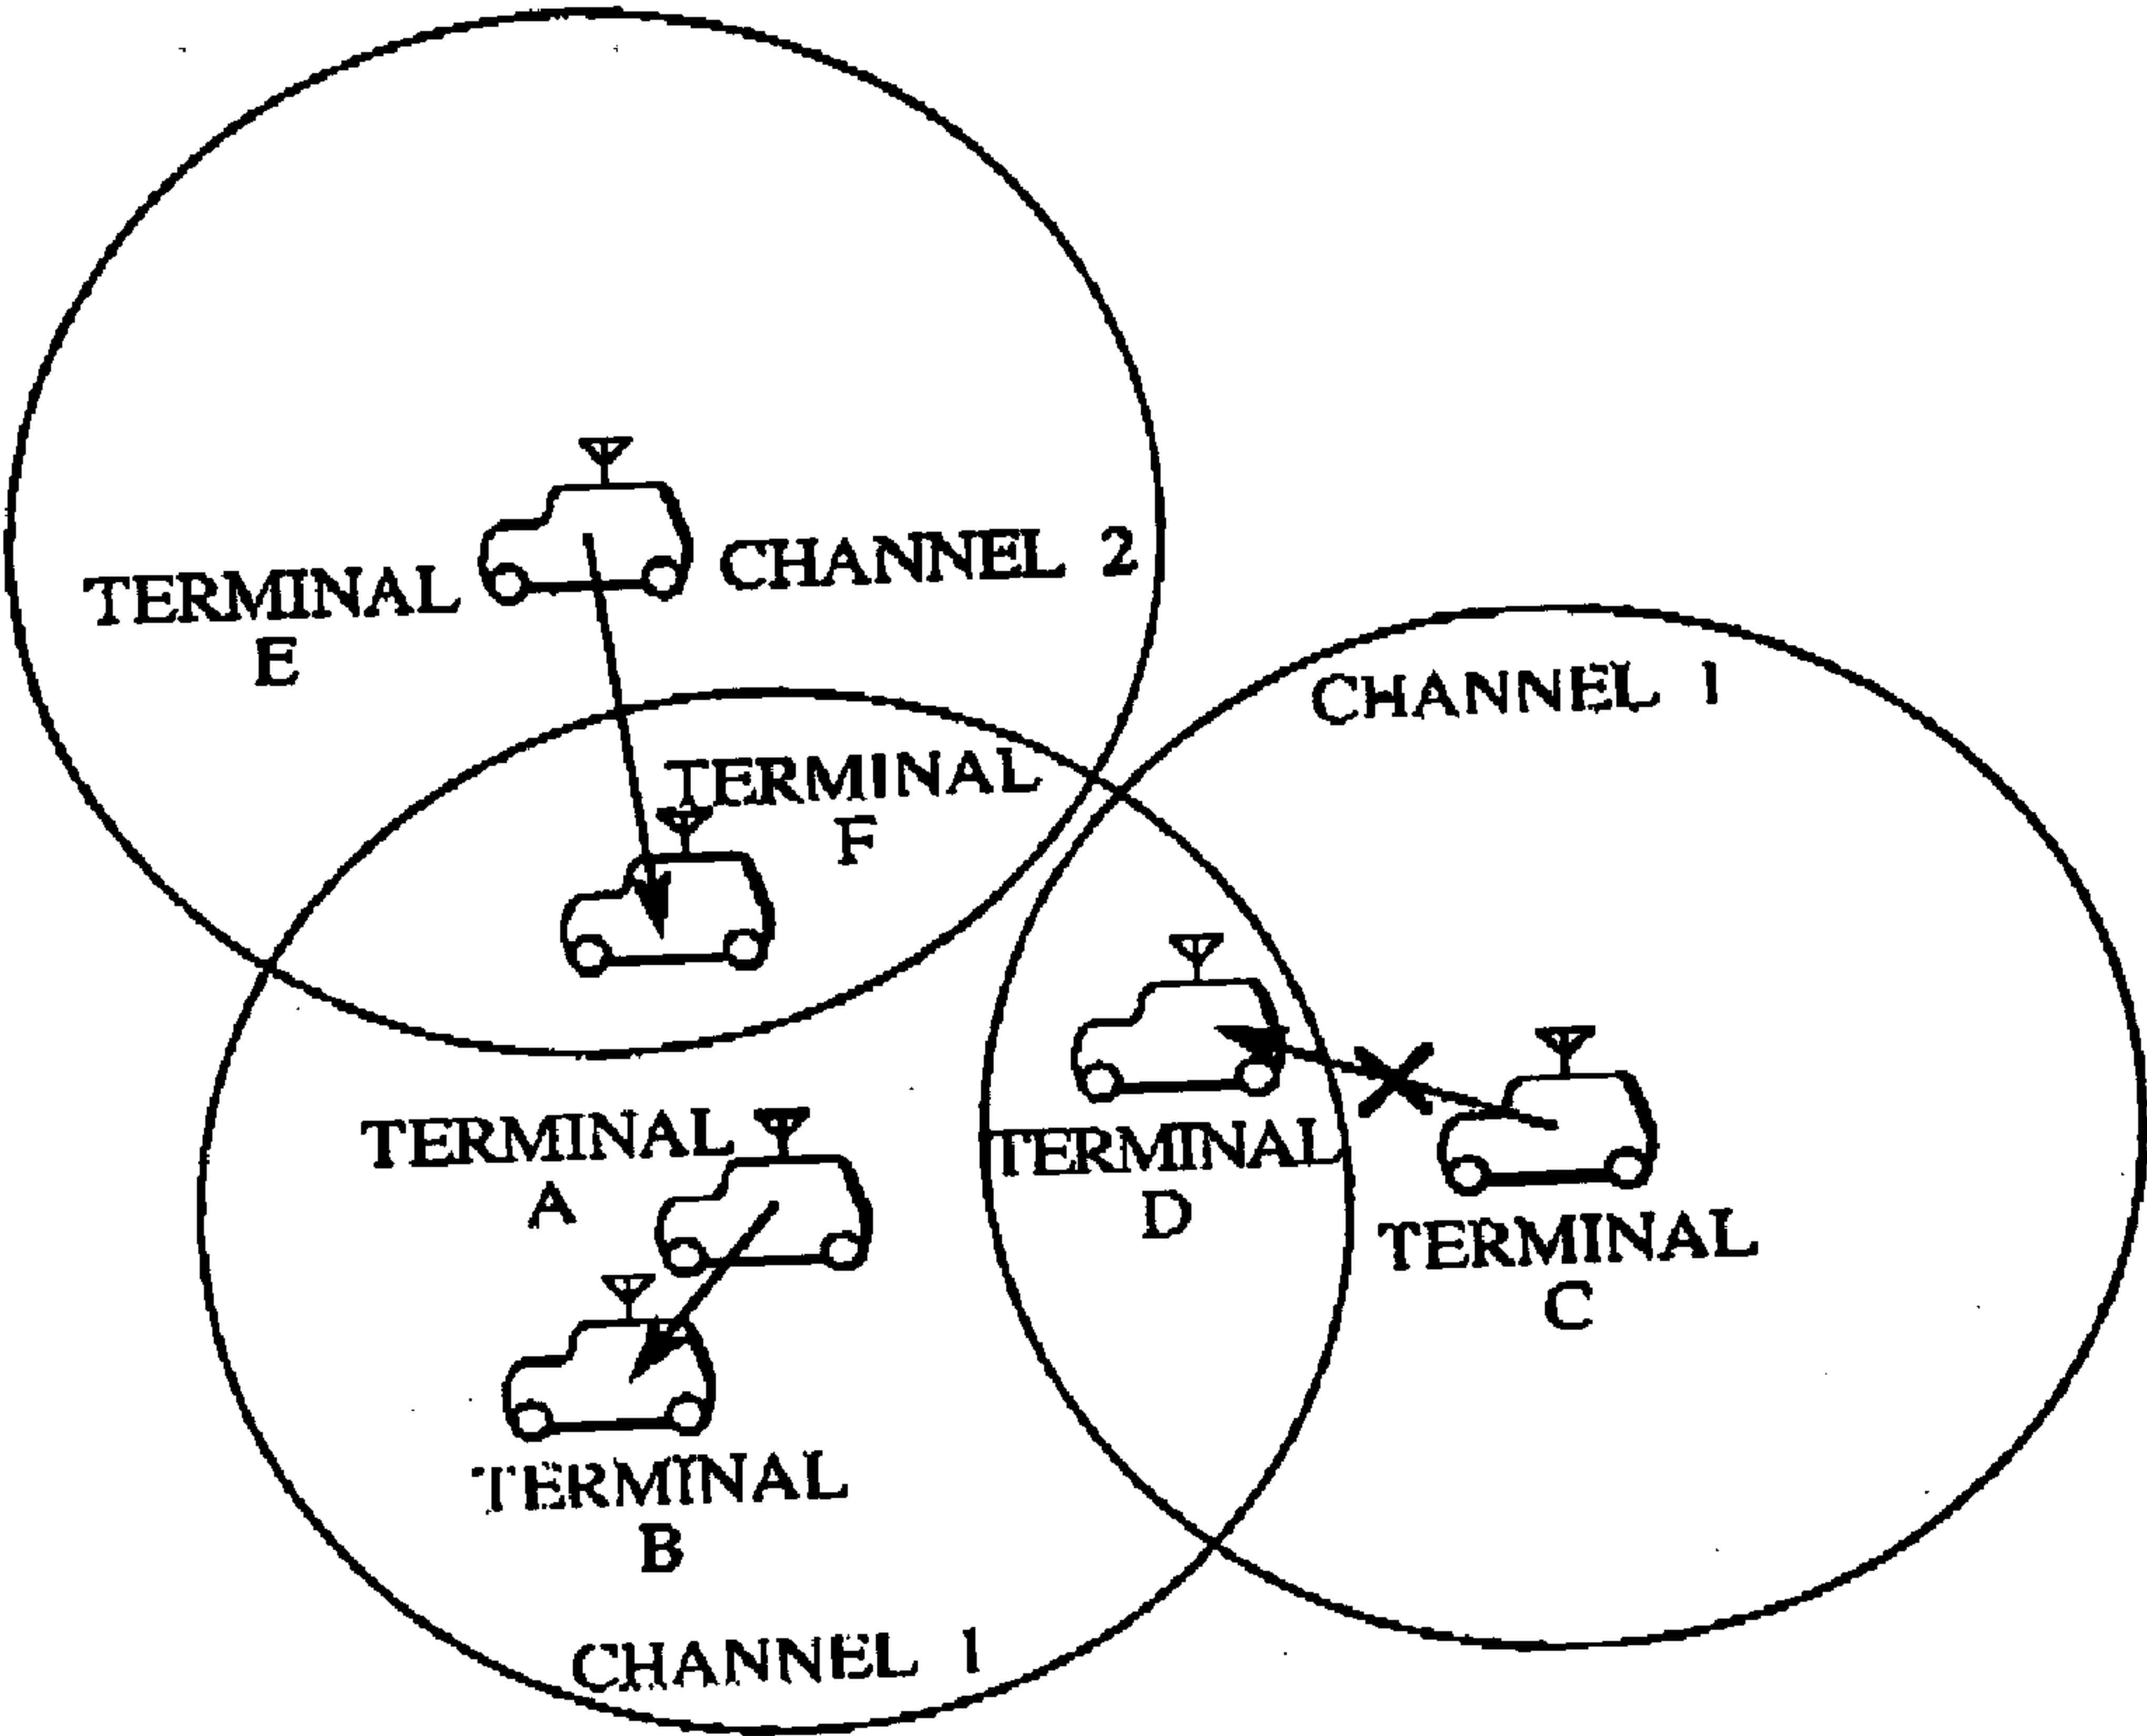 CHANNEL 2
TERMINAL
E
CHANNEL 1
TERMINAL
F
TERMINAL
A
TERMINAL
D
TERMINAL
C
TERMINAL
B
CHANNEL 1